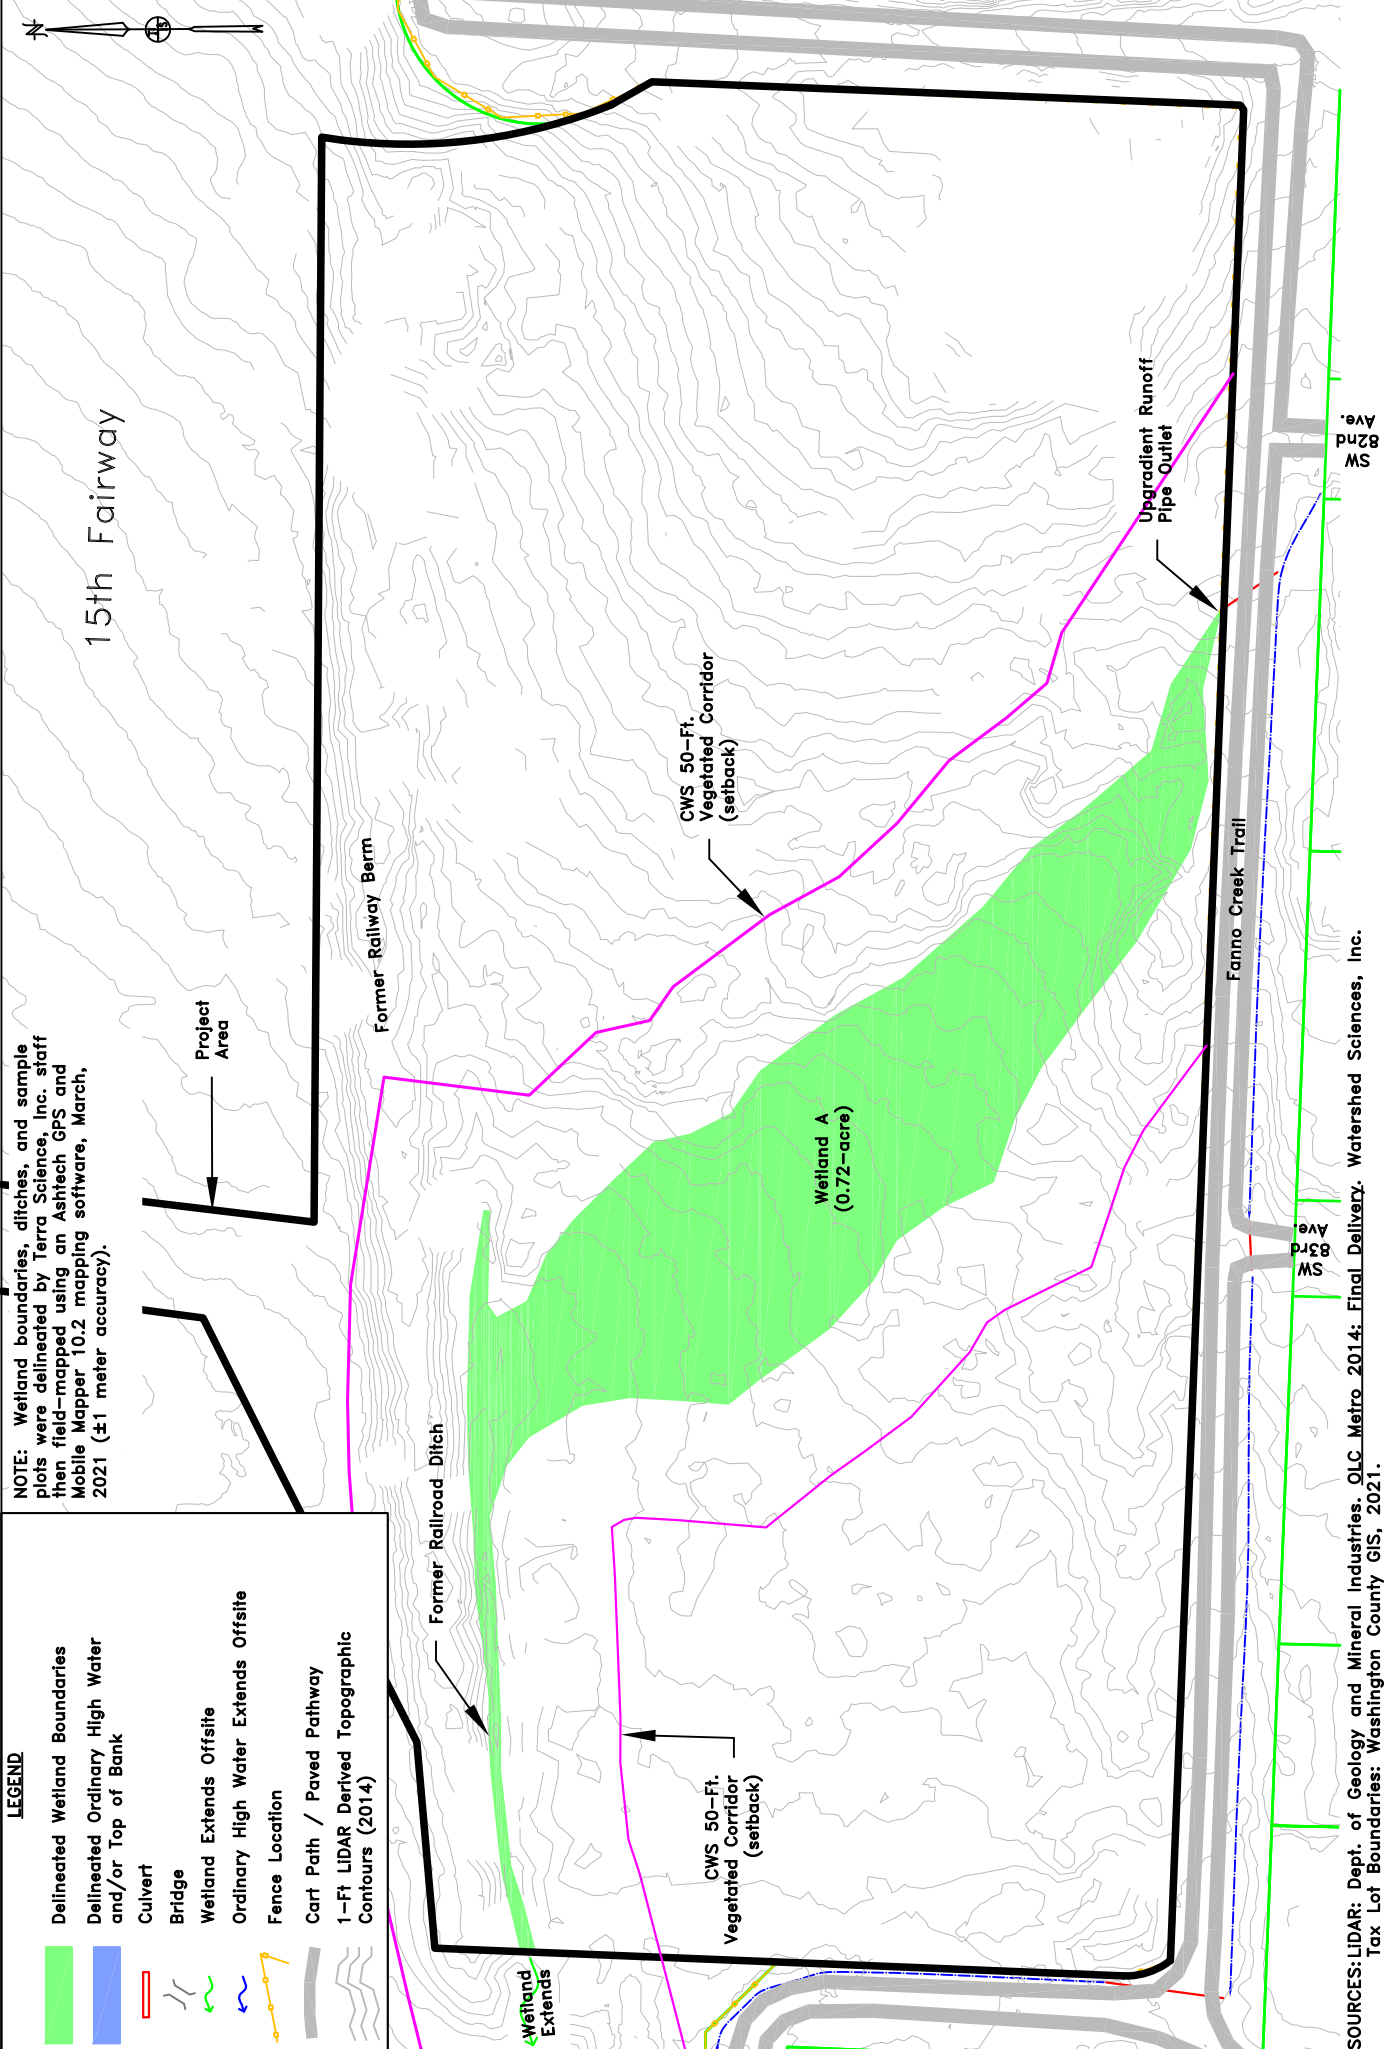 N
TS
15th Fairway
NOTE: Wetland boundaries, ditches, and sample
plots were delineated by Terra Science, Inc. staff
then field-mapped using an Ashtech GPS and
Mobile Mapper 10.2 mapping software, March,
2021 (±1 meter accuracy).
Project
Area
Former Railway Berm
CWS 50-Ft.
Vegetated Corridor
(setback)
Upgradient Runoff
Pipe Outlet
Wetland A
(0.72-acre)
Former Railroad Ditch
CWS 50-Ft.
Vegetated Corridor
(setback)
Wetland
Extends
Fanno Creek Trail
SW
82nd
Ave.
SW
83rd
Ave.
LEGEND
Delineated Wetland Boundaries
Delineated Ordinary High Water
and/or Top of Bank
Culvert
Bridge
Wetland Extends Offsite
Ordinary High Water Extends Offsite
Fence Location
Cart Path / Paved Pathway
1-Ft LiDAR Derived Topographic
Contours (2014)
SOURCES: LiDAR: Dept. of Geology and Mineral Industries. OLC Metro 2014: Final Delivery. Watershed Sciences, Inc.
Tax Lot Boundaries: Washington County GIS, 2021.